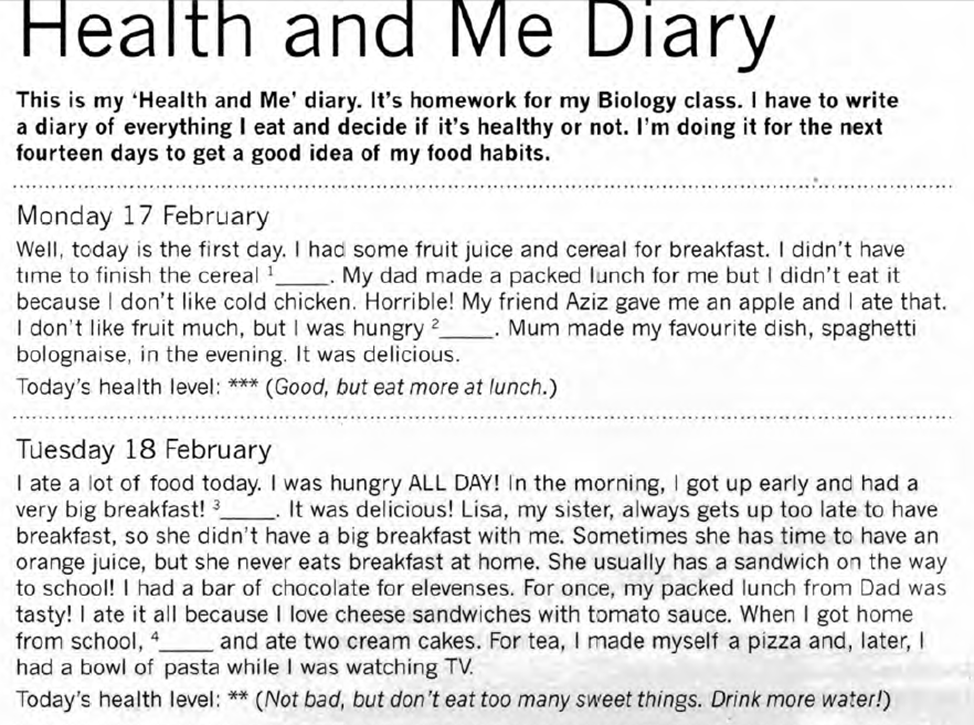 Health and Me Diary
This is my ‘Health and Me’ diary. It’s homework for my Biology class. I have to write
a diary of everything I eat and decide if it’s healthy or not. I’m doing it for the next
fourteen days to get a good idea of my food habits.
Monday 17 February
Well, today is the first day. I had some fruit juice and cereal for breakfast. I didn’t have
time to finish the cereal 1____. My dad made a packed lunch for me but I didn’t eat it
because I don’t like cold chicken. Horrible! My friend Aziz gave me an apple and I ate that.
I don’t like fruit much, but I was hungry 2____. Mum made my favourite dish, spaghetti
bolognaise, in the evening. It was delicious.
Today’s health level: *** (Good, but eat more at lunch.)
Tuesday 18 February
I ate a lot of food today. I was hungry ALL DAY! In the morning, I got up early and had a
very big breakfast! 3____. It was delicious! Lisa, my sister, always gets up too late to have
breakfast, so she didn’t have a big breakfast with me. Sometimes she has time to have an
orange juice, but she never eats breakfast at home. She usually has a sandwich on the way
to school! I had a bar of chocolate for elevenses. For once, my packed lunch from Dad was
tasty! I ate it all because I love cheese sandwiches with tomato sauce. When I got home
from school, 4____ and ate two cream cakes. For tea, I made myself a pizza and, later, I
had a bowl of pasta while I was watching TV.
Today’s health level: ** (Not bad, but don’t eat too many sweet things. Drink more water!)